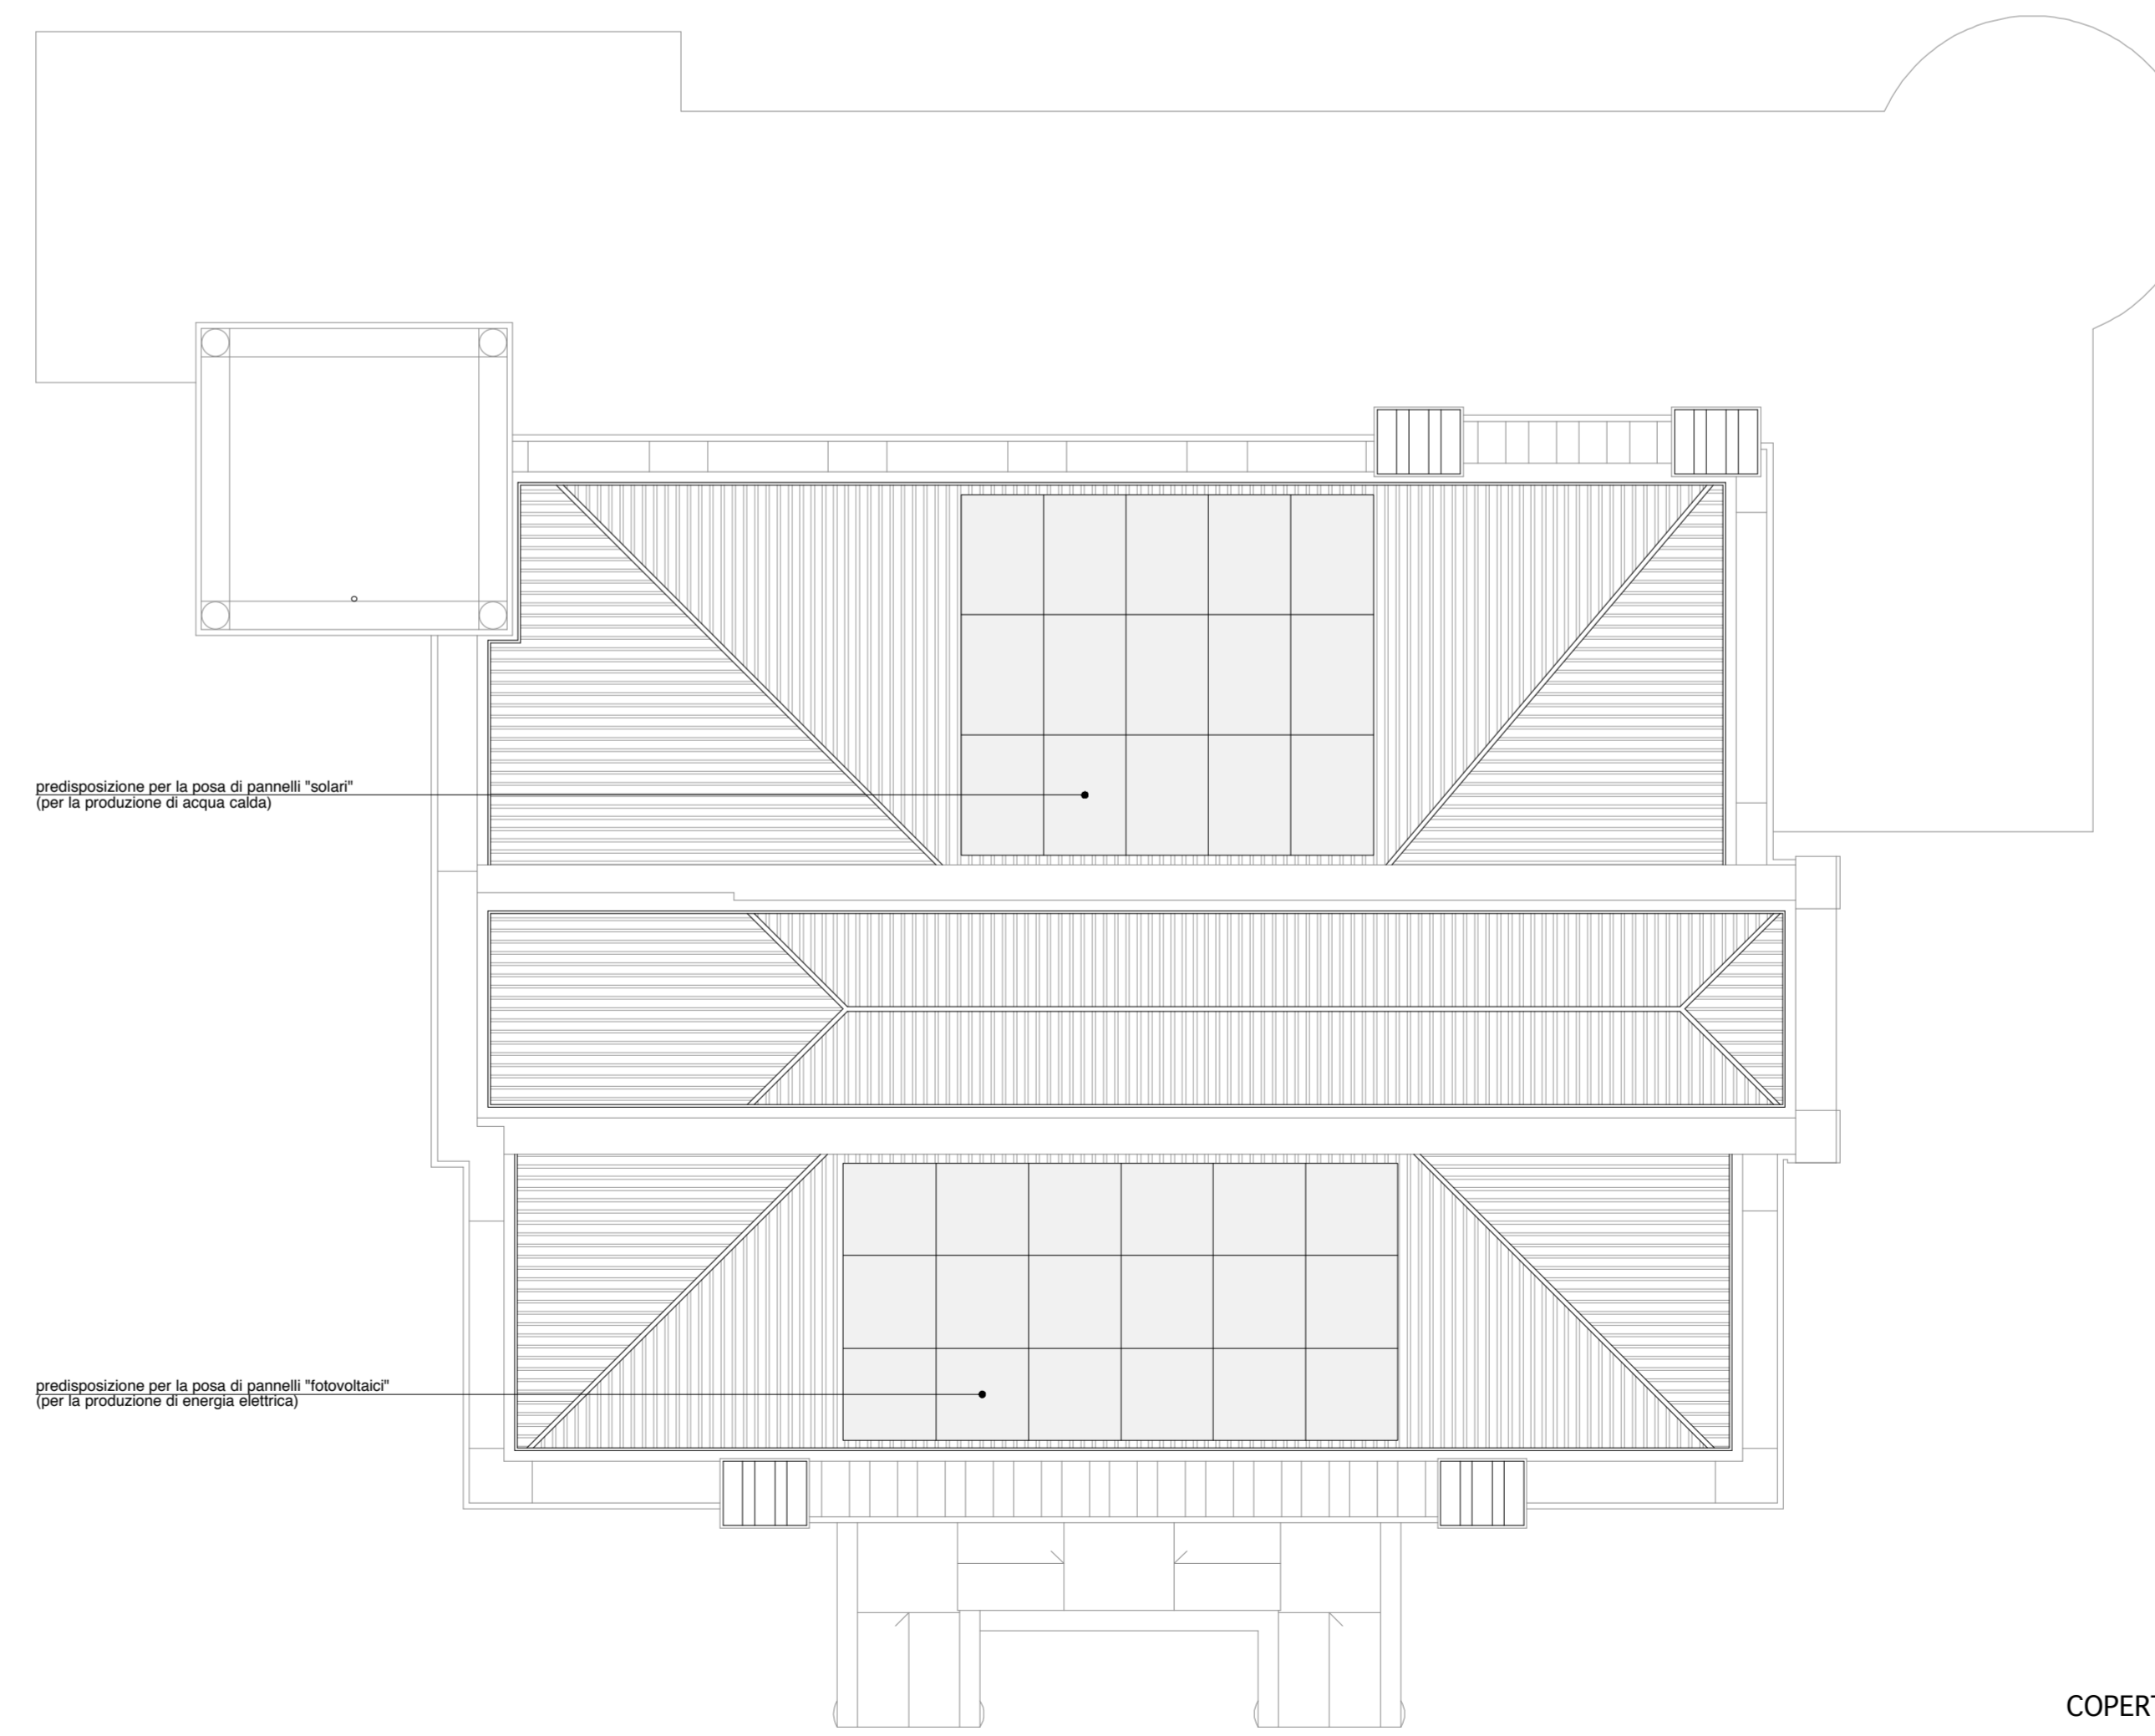 predisposizione per la posa di pannelli "solari"
(per la produzione di acqua calda)
predisposizione per la posa di pannelli "fotovoltaici"
(per la produzione di energia elettrica)
COPERT